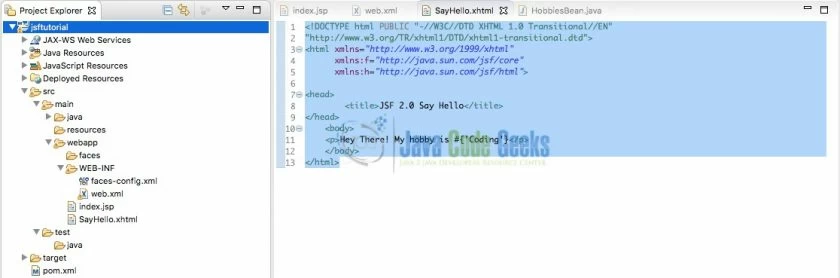 Project Explorer
jsftutorial
JAX-WS Web Services
Java Resources
JavaScript Resources
Deployed Resources
src
main
java
resources
webapp
faces
WEB-INF
faces-config.xml
web.xml
index.jsp
SayHello.xhtml
test
java
target
pom.xml
index.jsp web.xml SayHello.xhtml HobbiesBean.java
1 <!DOCTYPE html PUBLIC "-//W3C//DTD XHTML 1.0 Transitional//EN"
2 "http://www.w3.org/TR/xhtml1/DTD/xhtml1-transitional.dtd">
3 <html xmlns="http://www.w3.org/1999/xhtml"
4 xmlns:f="http://java.sun.com/jsf/core"
5 xmlns:h="http://java.sun.com/jsf/html">
6
7 <head>
8 <title>JSF 2.0 Say Hello</title>
9 </head>
10 <body>
11 <p>Hey There! My hobby is #{'Coding'}</p>
12 </body>
13 </html>
Java Code Geeks
JAVA 2 JAVA DEVELOPERS RESOURCE CENTER